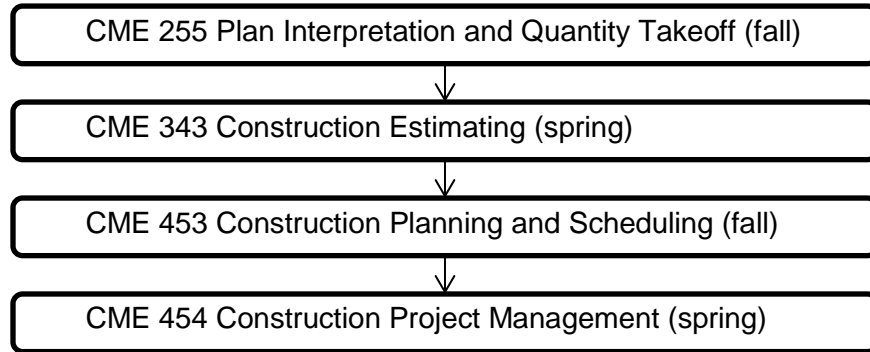 CME 255 Plan Interpretation and Quantity Takeoff (fall)
CME 343 Construction Estimating (spring)
CME 453 Construction Planning and Scheduling (fall)
CME 454 Construction Project Management (spring)